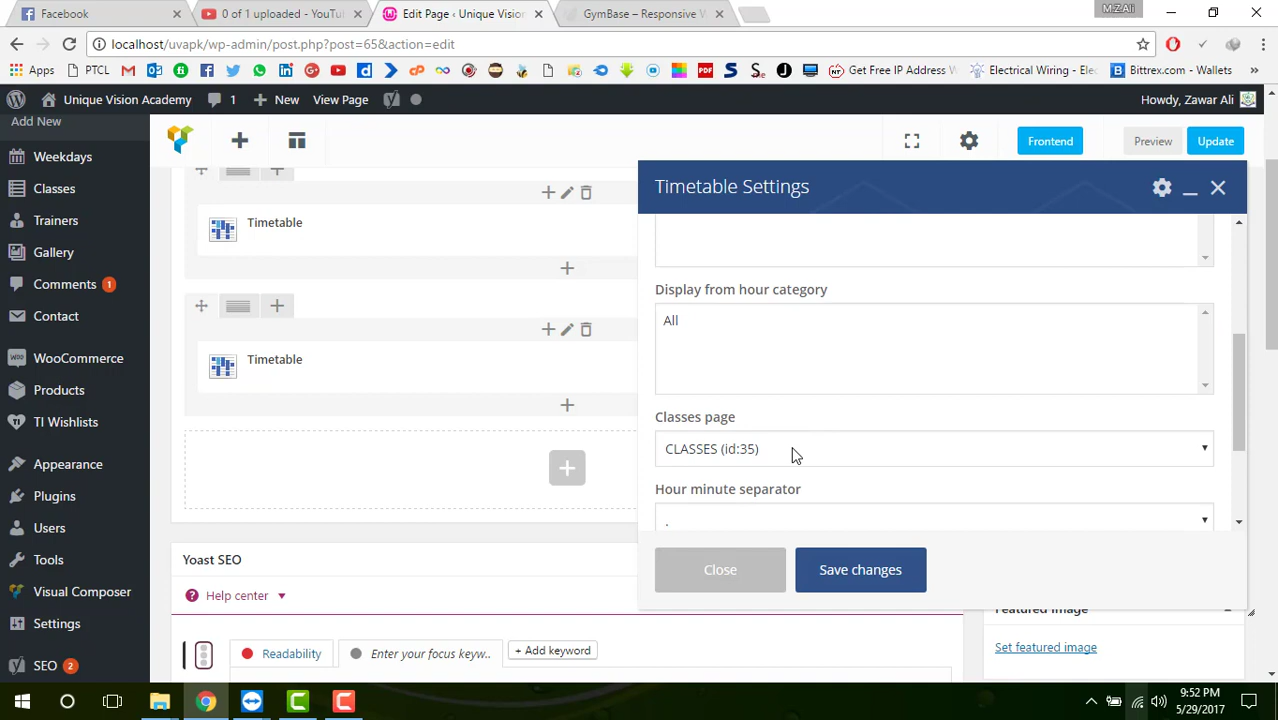 M.Z.Ali
Facebook
0 of 1 uploaded - YouTu
Edit Page ‹ Unique Vision
GymBase – Responsive W
localhost/uvapk/wp-admin/post.php?post=65&action=edit
Apps
PTCL
Get Free IP Address V
Electrical Wiring - Elec
Bittrex.com - Wallets
Unique Vision Academy
1
New
View Page
Howdy, Zawar Ali
Add New
Weekdays
Classes
Trainers
Gallery
Comments 1
Contact
WooCommerce
Products
TI Wishlists
Appearance
Plugins
Users
Tools
Visual Composer
Settings
SEO 2
Frontend
Preview
Update
Timetable
Timetable
Timetable Settings
Display from hour category
All
Classes page
CLASSES (id:35)
Hour minute separator
.
Close
Save changes
Yoast SEO
Help center
Readability
Enter your focus keyw..
+ Add keyword
Featured Image
Set featured image
9:52 PM
5/29/2017